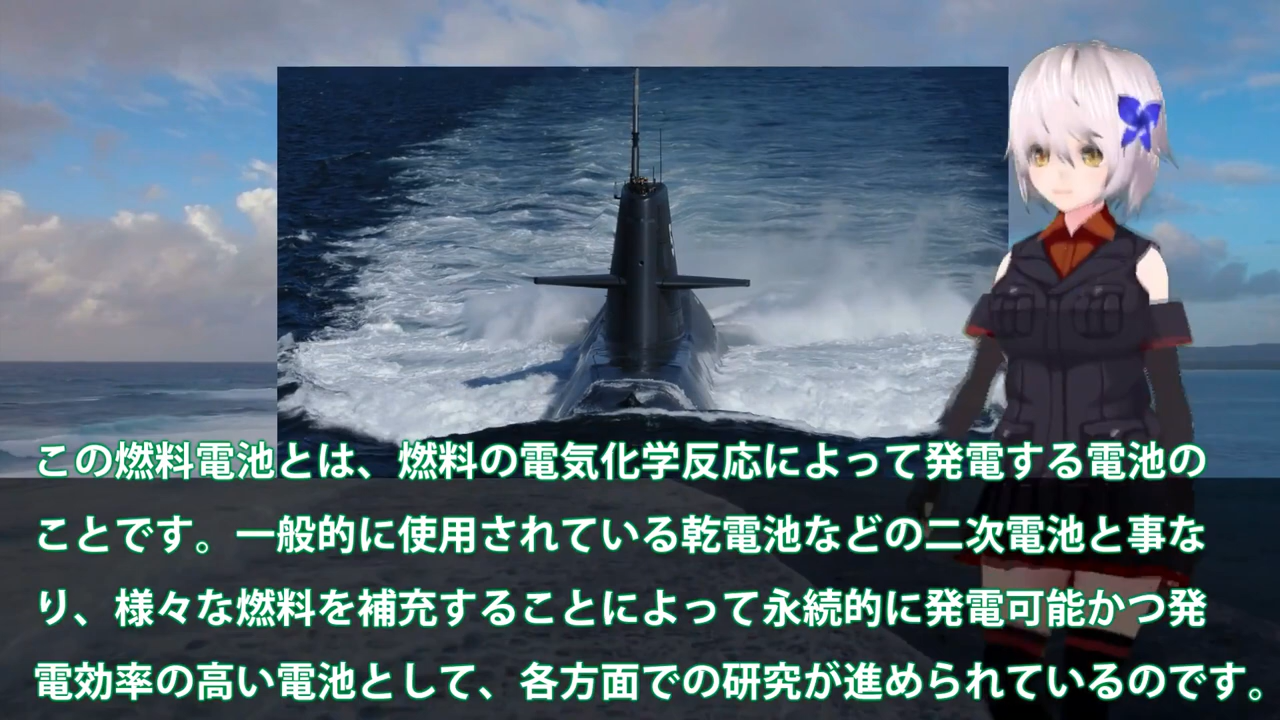 この燃料電池とは、燃料の電気化学反応によって発電する電池の
ことです。一般的に使用されている乾電池などの二次電池と事な
り、様々な燃料を補充することによって永続的に発電可能かつ発
電効率の高い電池として、各方面での研究が進められているのです。